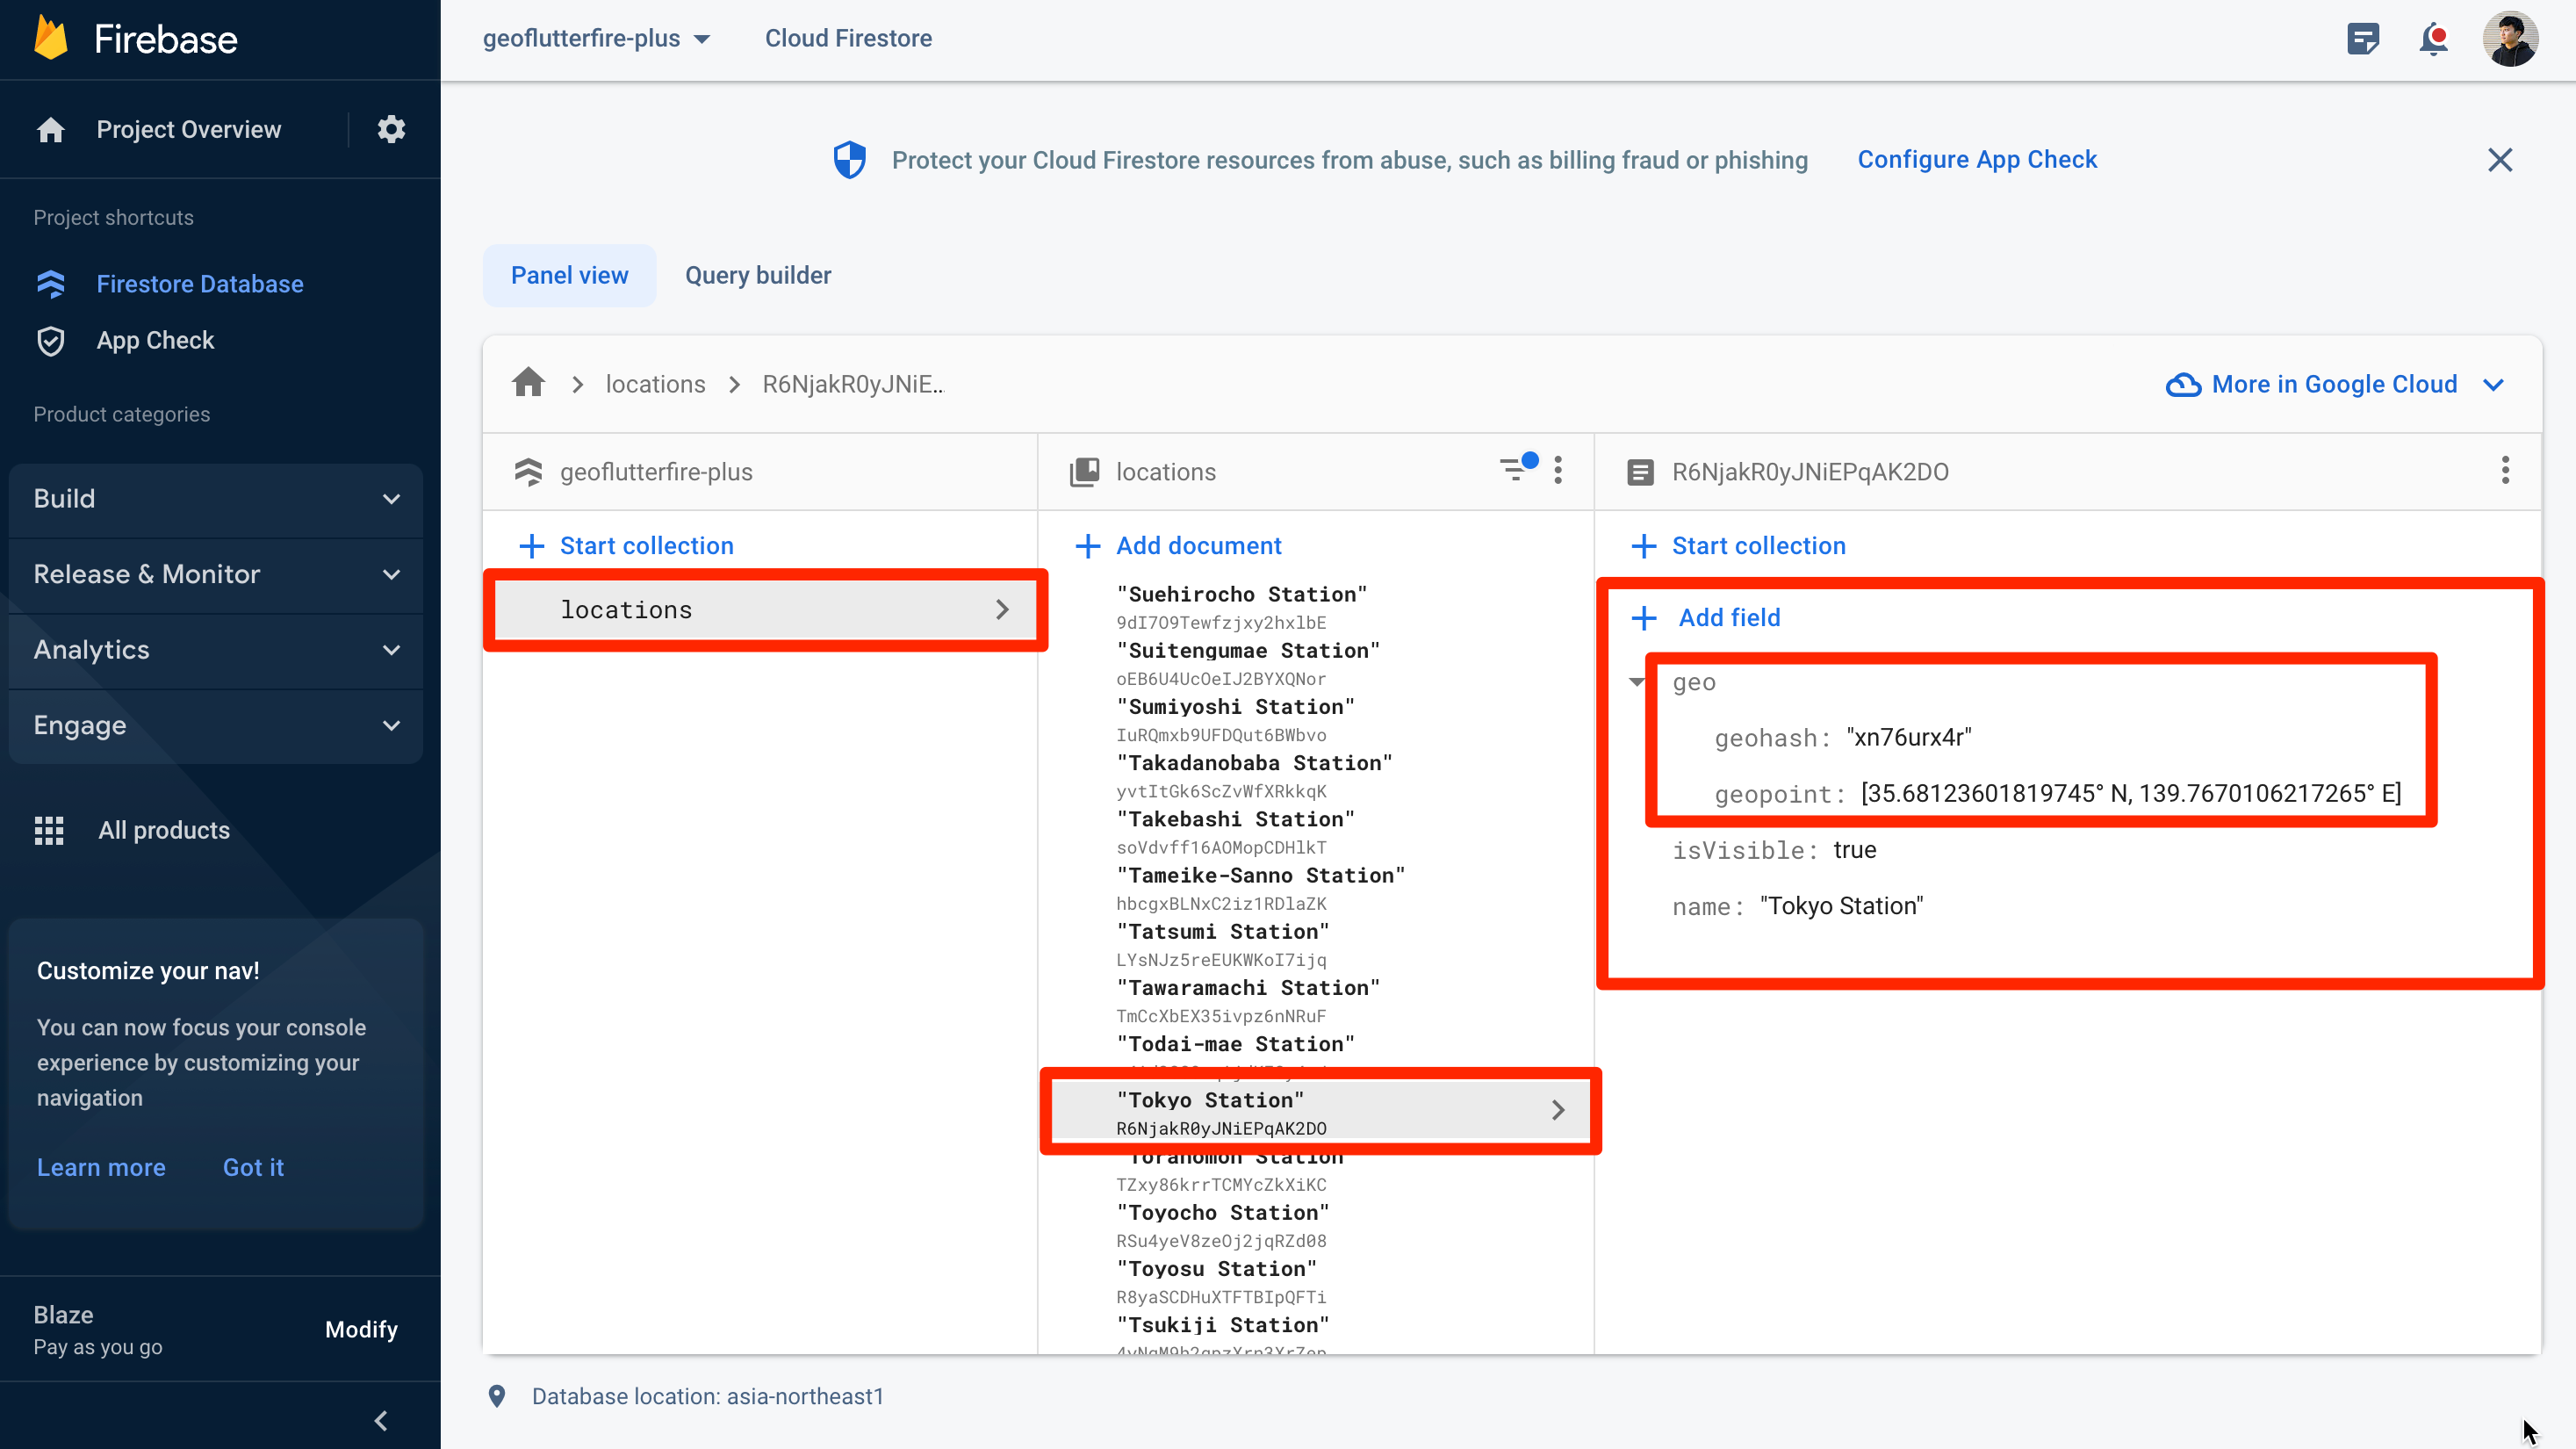 Firebase
geoflutterfire-plus
Cloud Firestore
Project Overview
Protect your Cloud Firestore resources from abuse, such as billing fraud or phishing
Configure App Check
Project shortcuts
Firestore Database
App Check
Product categories
Build
Release & Monitor
Analytics
Engage
All products
Customize your nav!
You can now focus your console
experience by customizing your
navigation
Learn more
Got it
Blaze
Pay as you go
Modify
Panel view
Query builder
locations
R6NjakR0yJNiE...
More in Google Cloud
geoflutterfire-plus
Start collection
locations
locations
Add document
"Suehirocho Station"
9dI7O9Tewfzjxy2hxlbE
"Suitengumae Station"
oEB6U4UcOeIJ2BYXQNor
"Sumiyoshi Station"
IuRQmxb9UFDQut6BWbvo
"Takadanobaba Station"
yvtItGk6ScZvWfXRkkqK
"Takebashi Station"
soVdvff16AOMopCDHlkT
"Tameike-Sanno Station"
hbcgxBLNxC2iz1RDlaZK
"Tatsumi Station"
LYsNJz5reEUKWKoI7ijq
"Tawaramachi Station"
TmCcXbEX35ivpz6nNRuF
"Todai-mae Station"
"Tokyo Station"
R6NjakR0yJNiEPqAK2DO
"Toranomon Station"
TZxy86krrTCMYcZkXiKC
"Toyocho Station"
RSu4yeV8zeOj2jqRZd08
"Toyosu Station"
R8yaSCDHuXTFTBIpQFTi
"Tsukiji Station"
R6NjakR0yJNiEPqAK2DO
Start collection
Add field
geo
geohash: "xn76urx4r"
geopoint: [35.68123601819745° N, 139.7670106217265° E]
isVisible: true
name: "Tokyo Station"
Database location: asia-northeast1